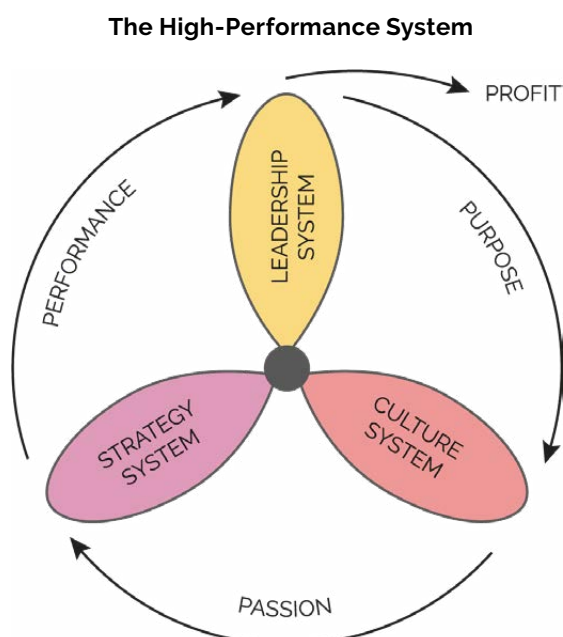 The High-Performance System
PROFIT
PERFORMANCE
LEADERSHIP
SYSTEM
PURPOSE
STRATEGY
SYSTEM
CULTURE
SYSTEM
PASSION